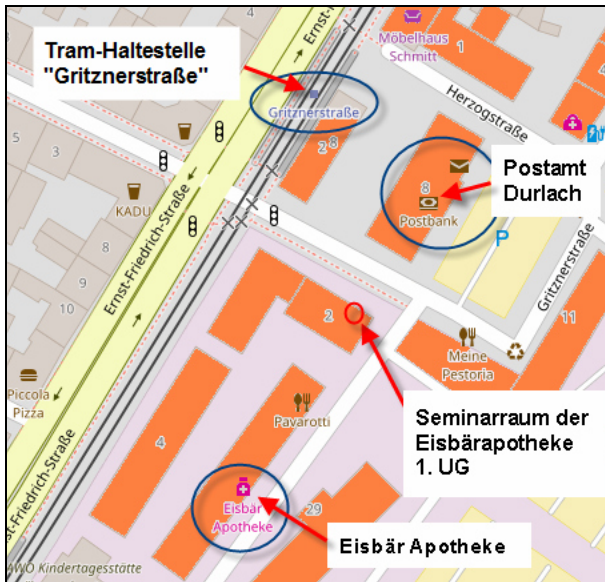 Ernst-F
Möbelhaus
Schmitt
1
4
Tram-Haltestelle
"Gritznerstraße"
Gritznerstraße
Herzogstraße
5
3
2
8
8
Postbank
Postamt
Durlach
P
KADU
Ernst-Friedrich-Straße
8
9
10
Gritznerstraße
2
11
Meine
Pestoria
Piccola
Pizza
Pavarotti
4
Seminarraum der
Eisbärapotheke
1. UG
nst-Friedrich-Straße
Eisbär
Apotheke
29
Eisbär Apotheke
AWO Kindertagesstätte